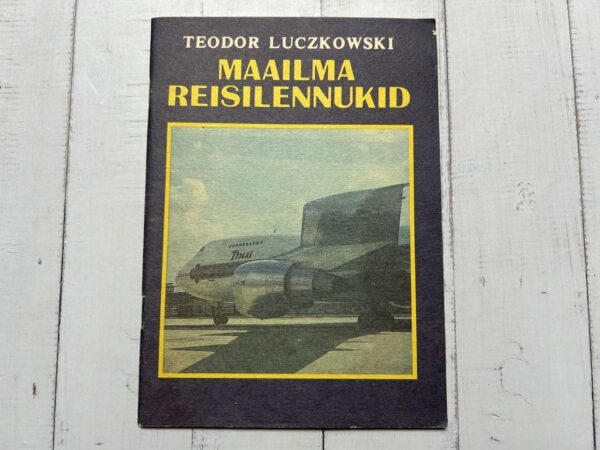 TEODOR LUCZKOWSKI
MAAILMA
REISILENNUKID
Thai